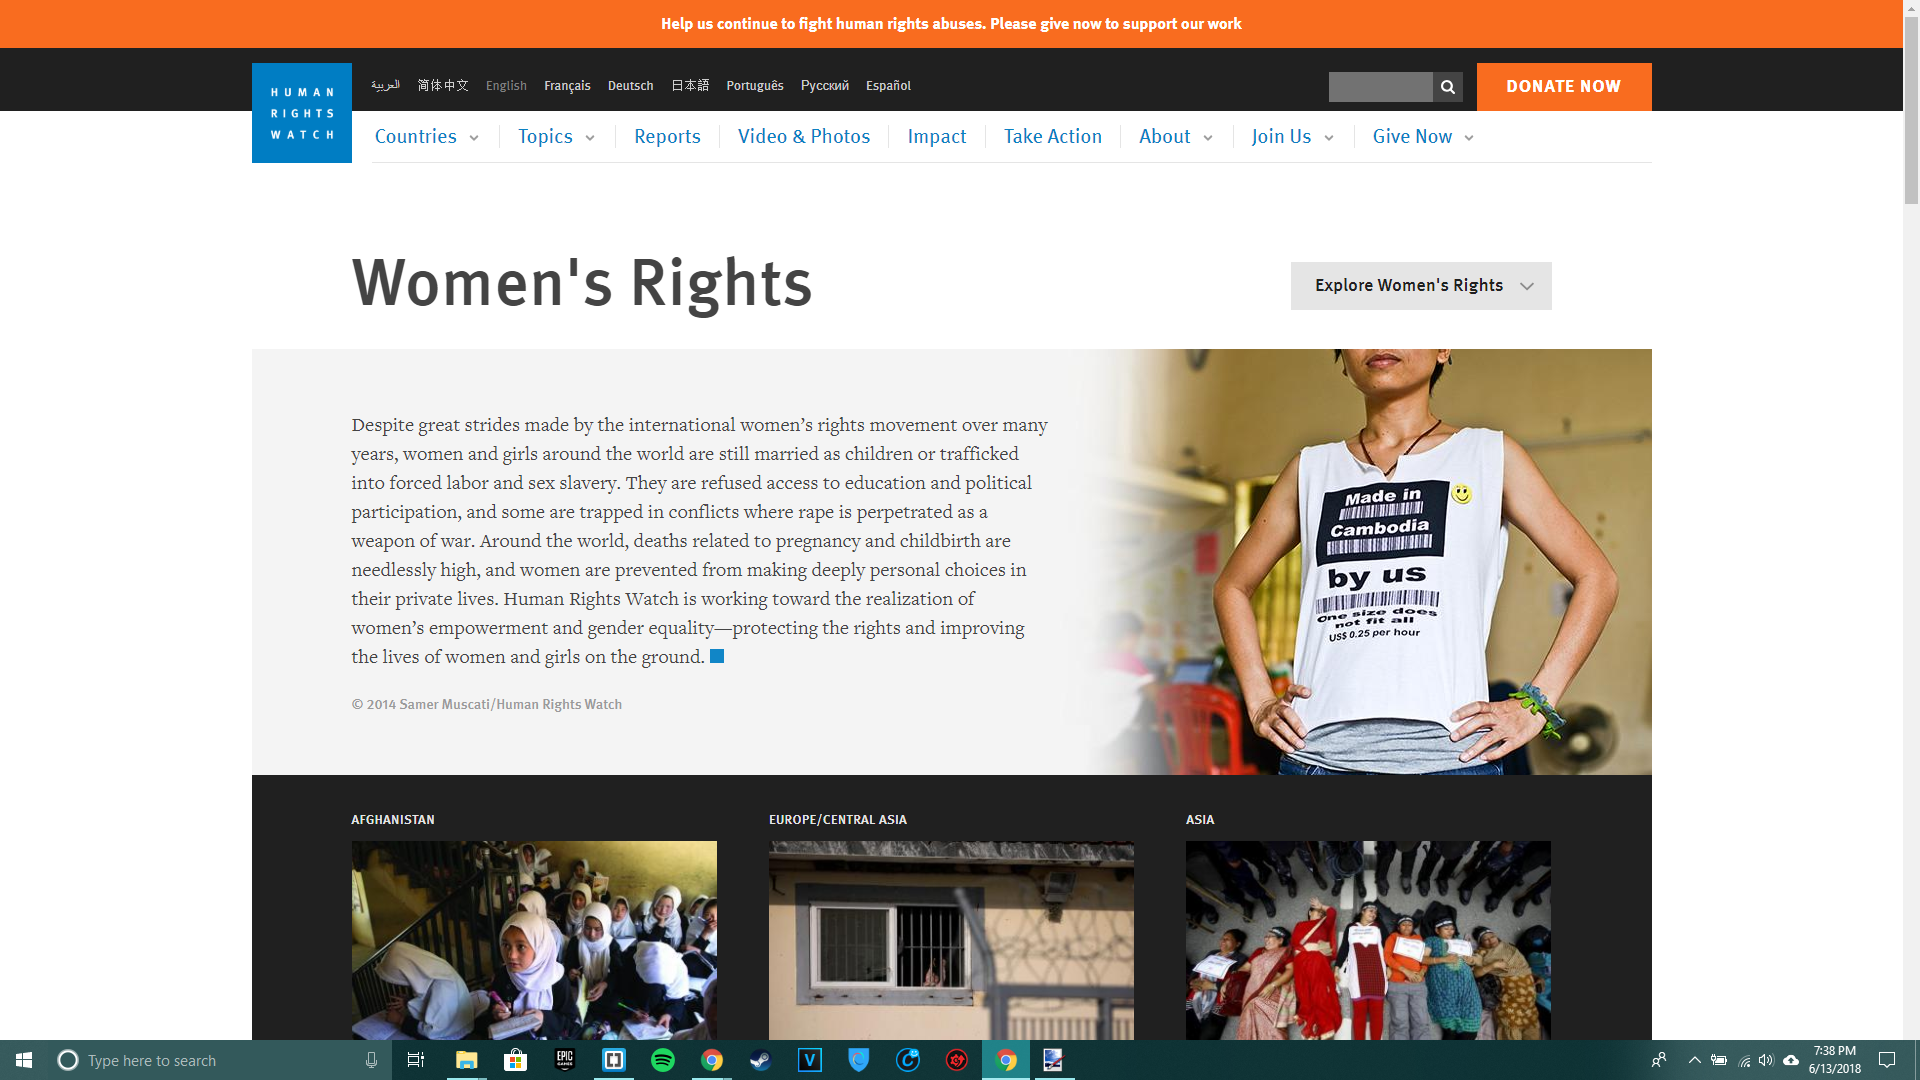 Help us continue to fight human rights abuses. Please give now to support our work
HUMAN
RIGHTS
WATCH
العربية 简体中文 English Français Deutsch 日本語 Português Русский Español
DONATE NOW
Countries Topics Reports Video & Photos Impact Take Action About Join Us Give Now
Women's Rights
Explore Women's Rights
Despite great strides made by the international women’s rights movement over many
years, women and girls around the world are still married as children or trafficked
into forced labor and sex slavery. They are refused access to education and political
participation, and some are trapped in conflicts where rape is perpetrated as a
weapon of war. Around the world, deaths related to pregnancy and childbirth are
needlessly high, and women are prevented from making deeply personal choices in
their private lives. Human Rights Watch is working toward the realization of
women’s empowerment and gender equality—protecting the rights and improving
the lives of women and girls on the ground.
© 2014 Samer Muscati/Human Rights Watch
Made in
Cambodia
by us
One size does
not fit all
US$ 0.25 per hour
AFGHANISTAN EUROPE/CENTRAL ASIA ASIA
Type here to search
EPIC
GAMES
V
7:38 PM
6/13/2018